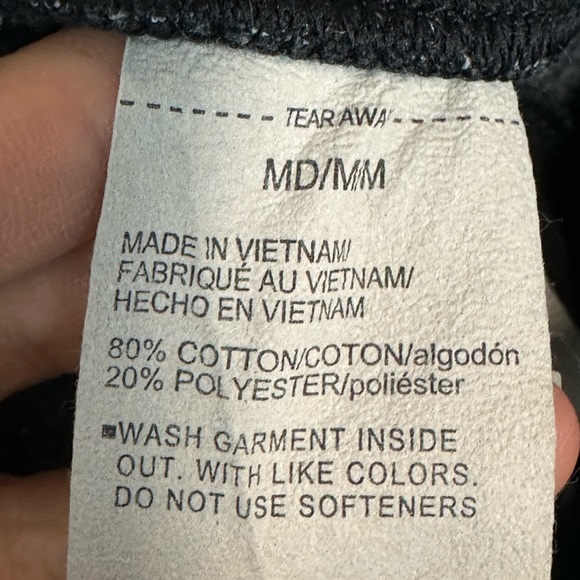 TEAR AWA
MD/MM
MADE IN VIETNAM/
FABRIQUÉ AU VIETNAM/
HECHO EN VIETNAM
80% COTTON/COTON/algodón
20% POLYESTER/poliéster
WASH GARMENT INSIDE
OUT. WITH LIKE COLORS.
DO NOT USE SOFTENERS